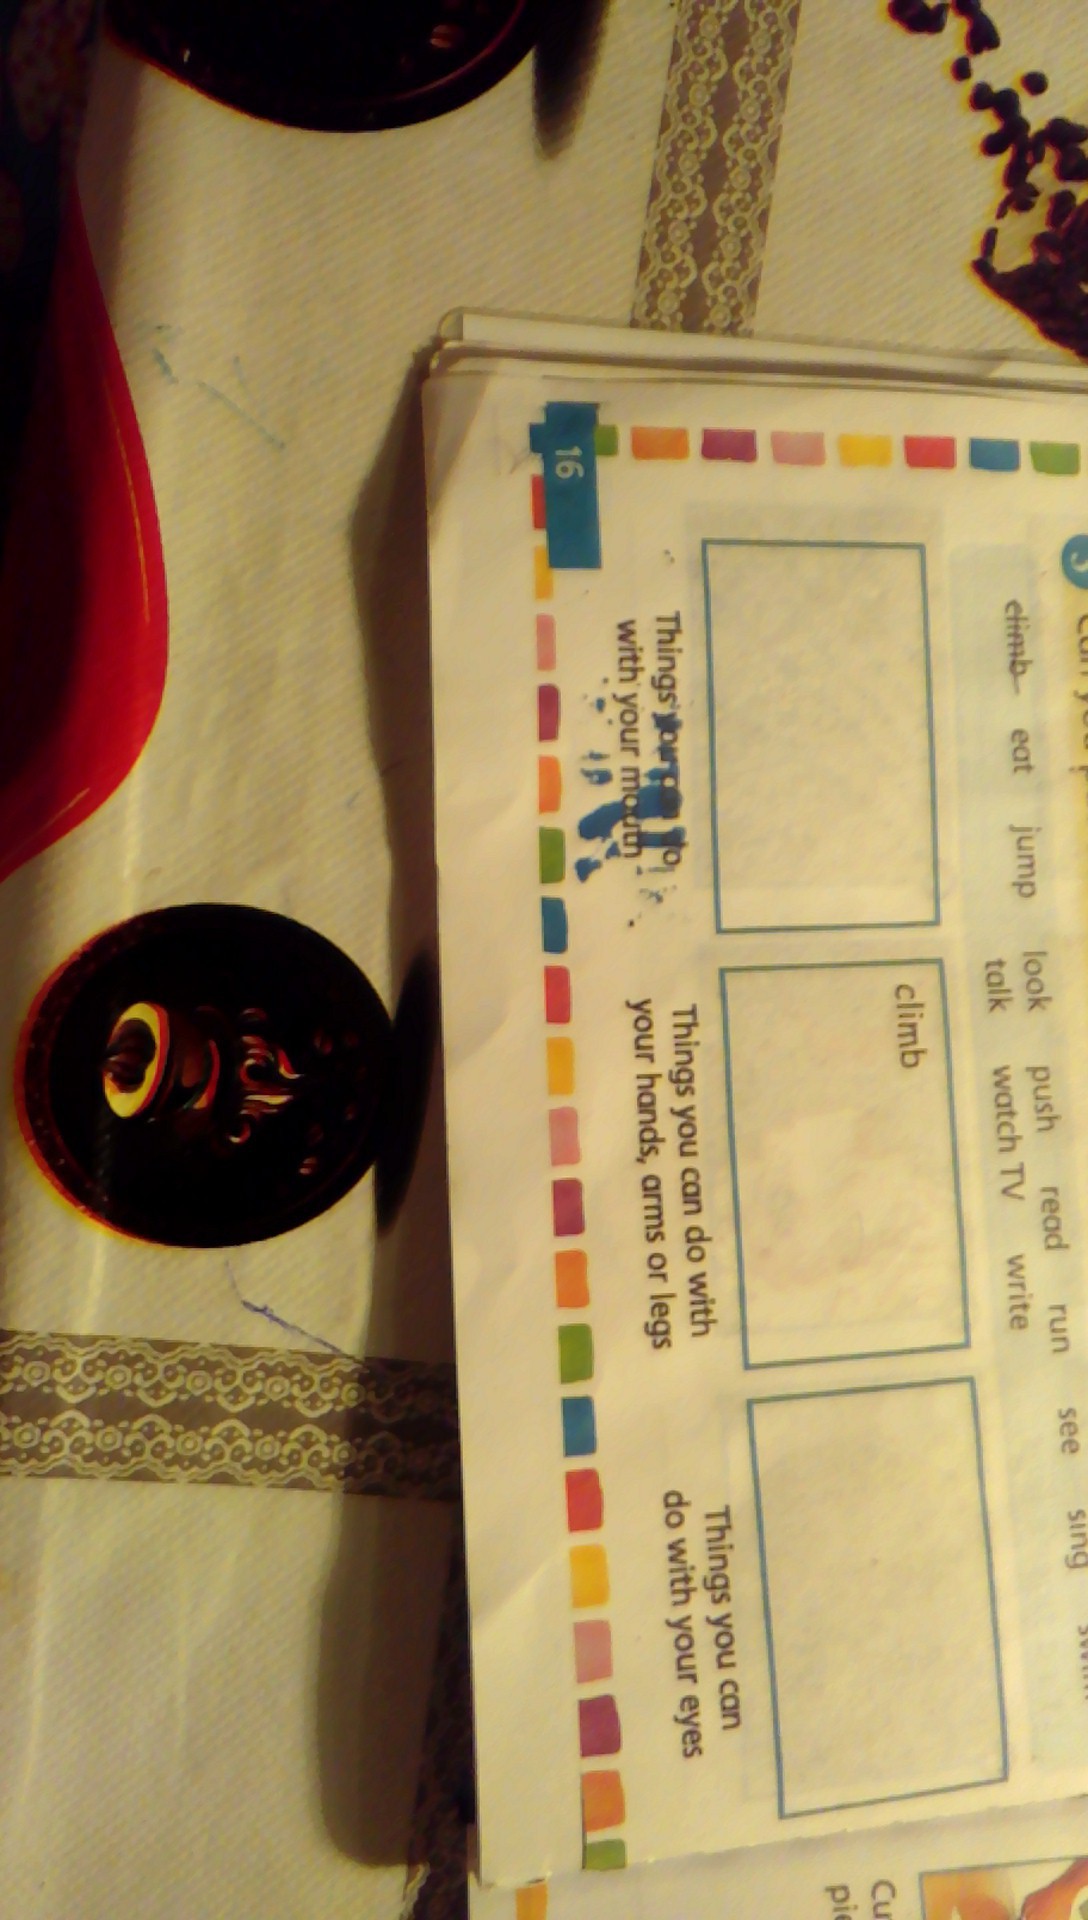 climb eat jump look push read run see sing
talk watch TV write
climb
Things you can do
with your mouth
Things you can do with
your hands, arms or legs
Things you can
do with your eyes
16